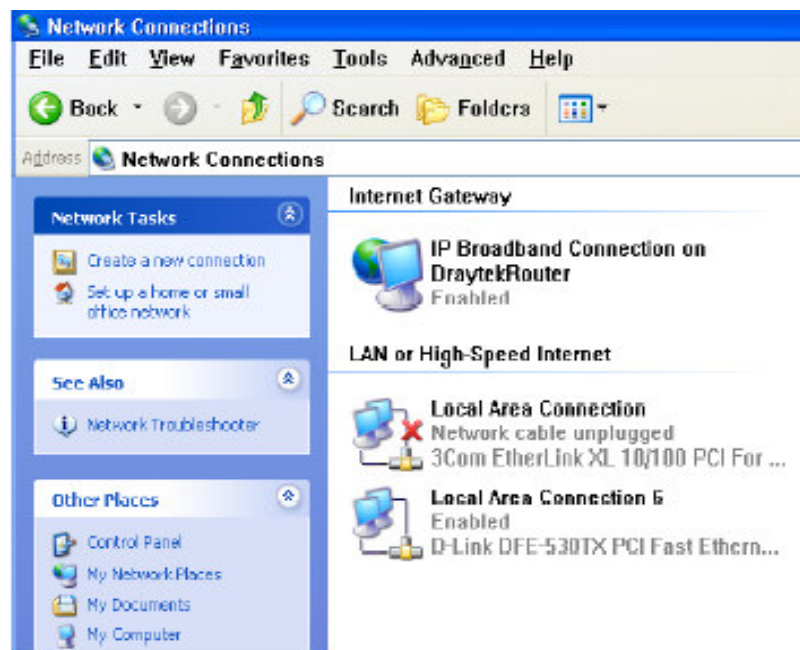 Network Connections
File Edit View Favorites Tools Advanced Help
Back Search Folders
Address Network Connections
Network Tasks
Create a new connection
Set up a home or small
office network
See Also
Network Troubleshooter
Other Places
Control Panel
My Network Places
My Documents
My Computer
Internet Gateway
IP Broadband Connection on
DraytekRouter
Enabled
LAN or High-Speed Internet
Local Area Connection
Network cable unplugged
3Com EtherLink XL 10/100 PCI For ...
Local Area Connection 6
Enabled
D-Link DFE-530TX PCI Fast Ethern...